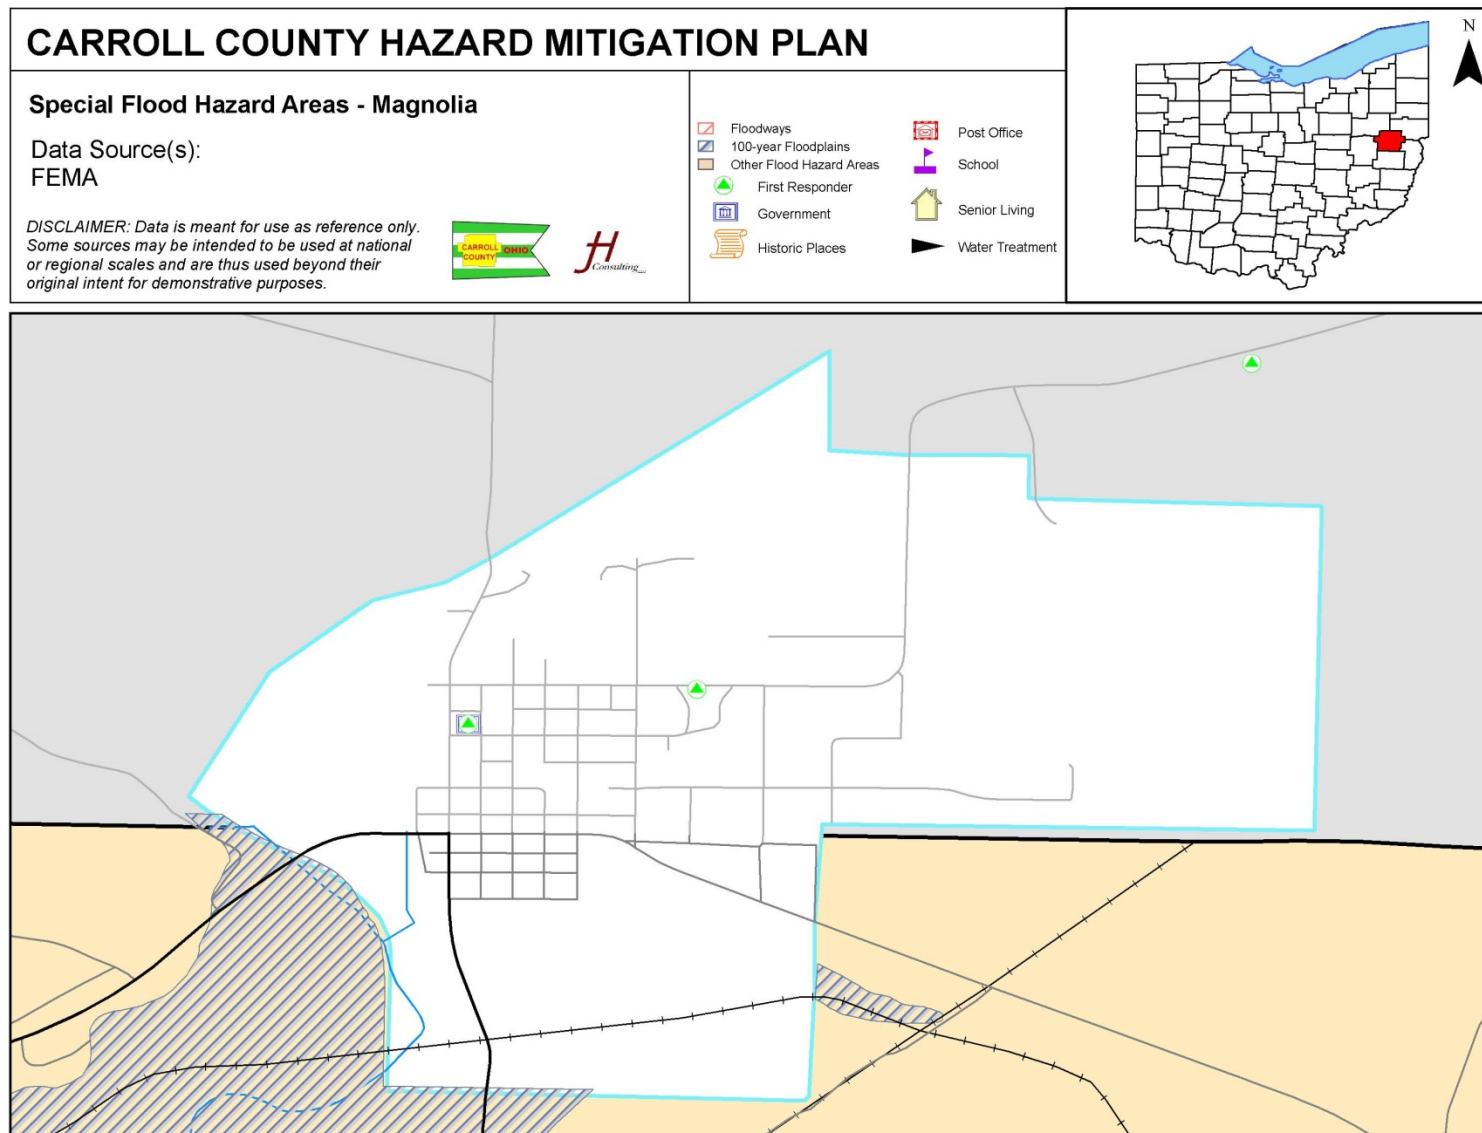 CARROLL COUNTY HAZARD MITIGATION PLAN
Special Flood Hazard Areas - Magnolia
Data Source(s):
FEMA
DISCLAIMER: Data is meant for use as reference only.
Some sources may be intended to be used at national
or regional scales and are thus used beyond their
original intent for demonstrative purposes.
CARROLL
COUNTY
OHIO
JH
Consulting
Floodways
100-year Floodplains
Other Flood Hazard Areas
First Responder
Government
Historic Places
Post Office
School
Senior Living
Water Treatment
N